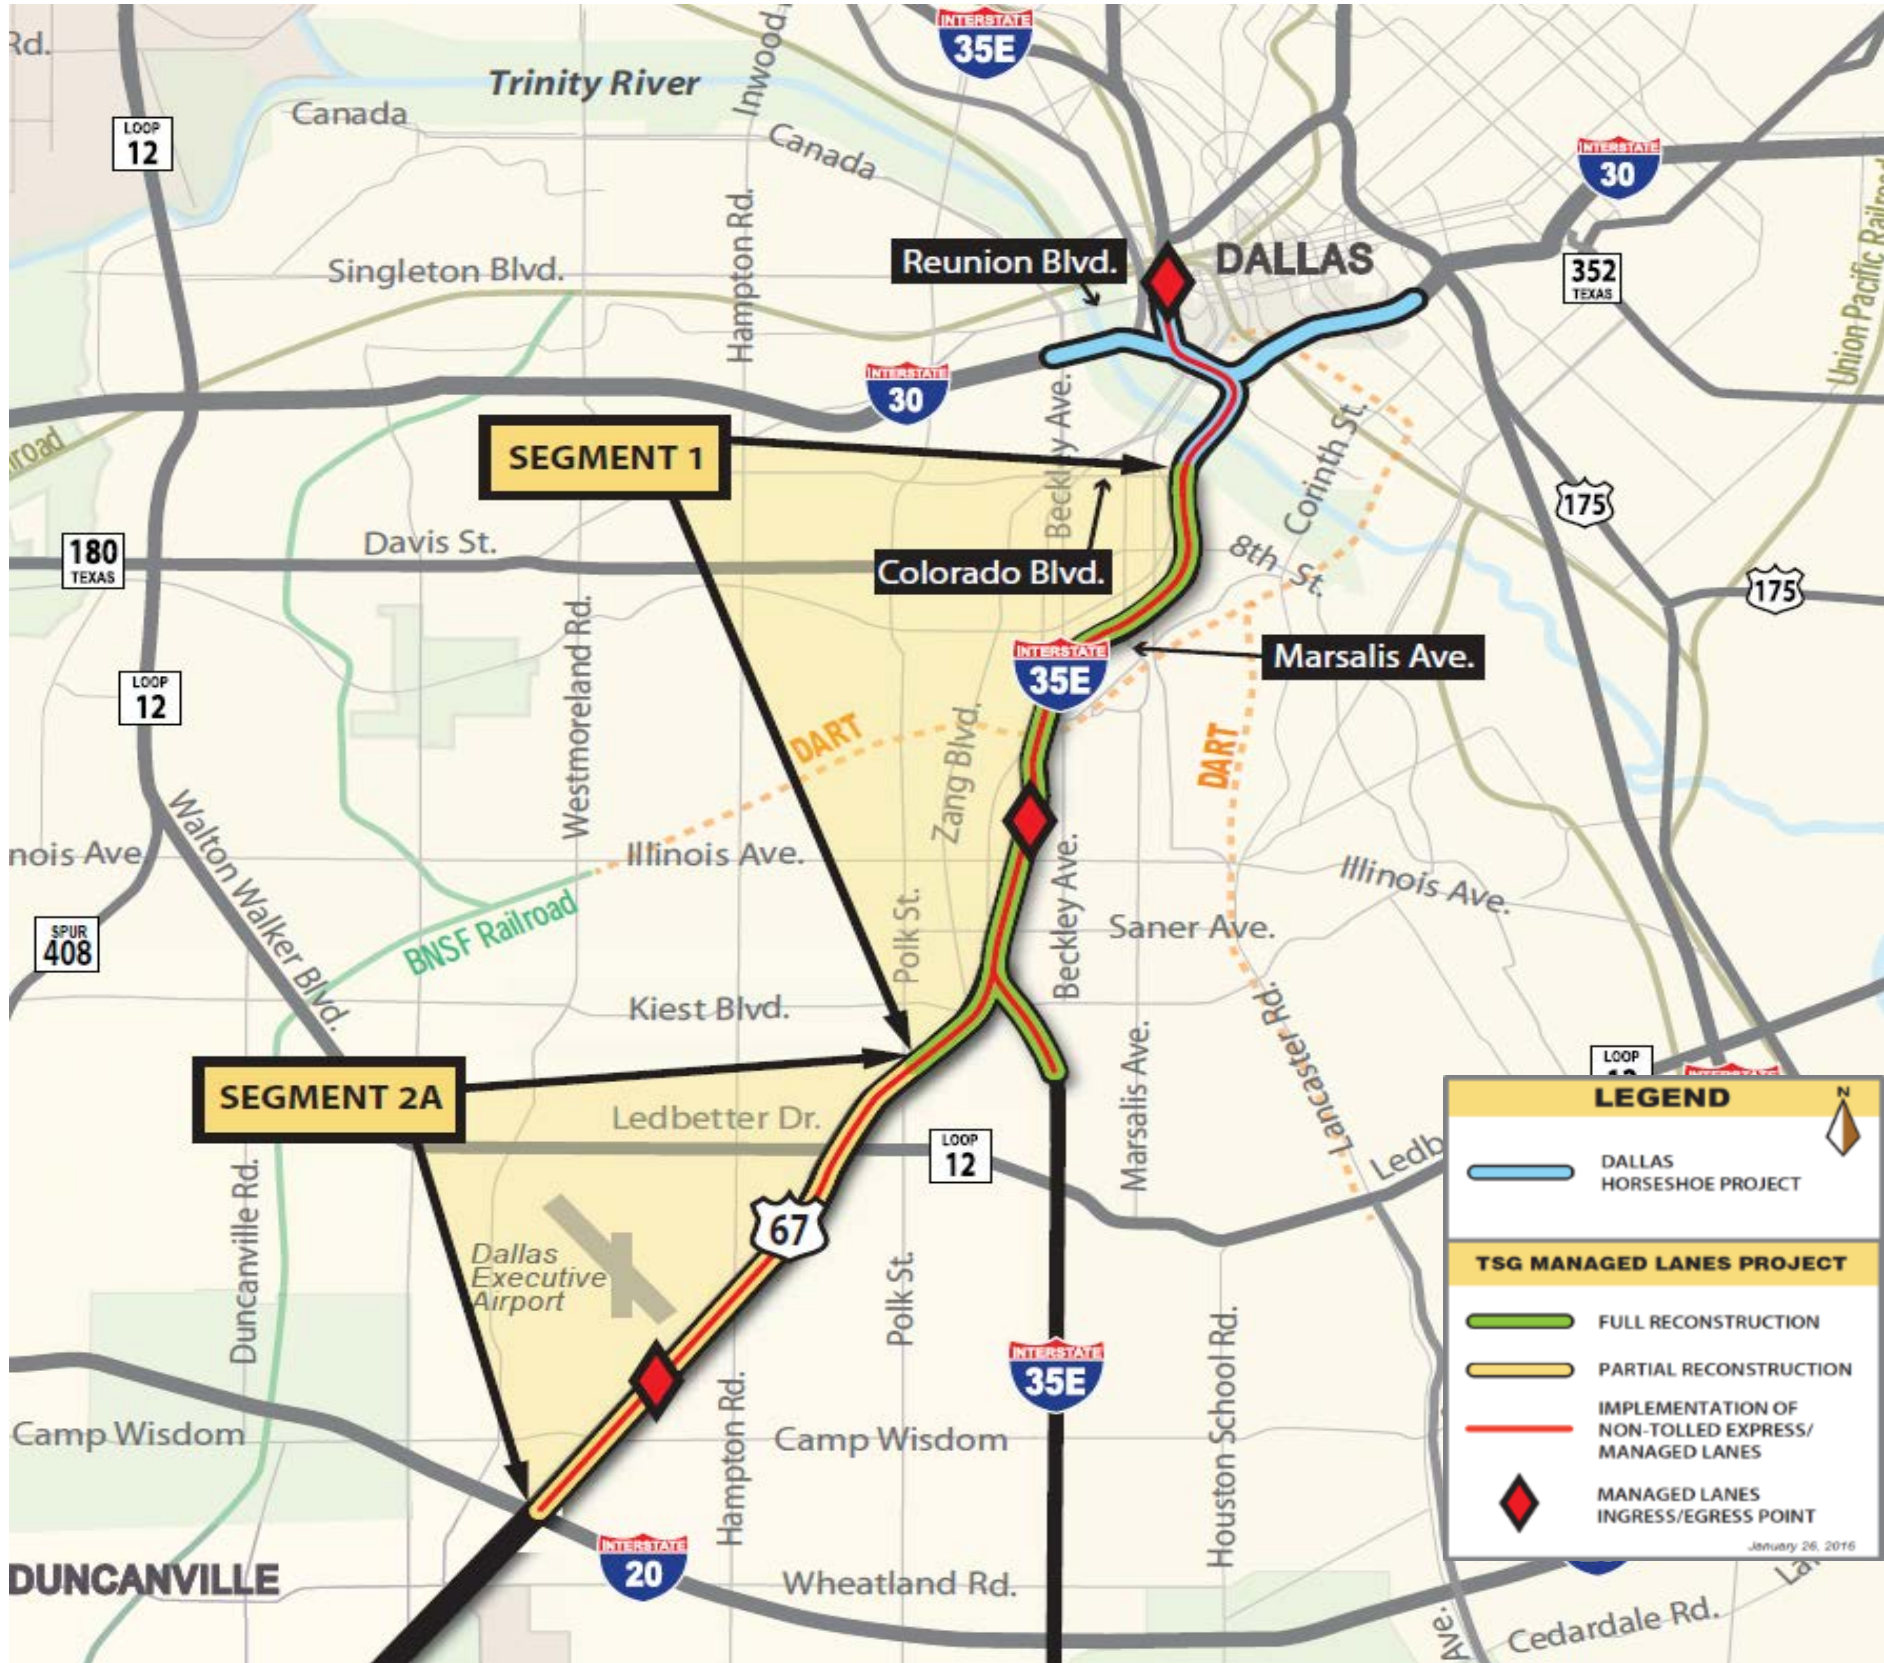 INTERSTATE
35E
Rd.
Trinity River
Inwood
Canada
Canada
LOOP
12
INTERSTATE
30
Hampton Rd.
Reunion Blvd.
DALLAS
Singleton Blvd.
352
TEXAS
Union Pacific Railroad
INTERSTATE
30
Beckley Ave.
Corinth St.
SEGMENT 1
175
Davis St.
180
TEXAS
Colorado Blvd.
8th St.
175
Westmoreland Rd.
INTERSTATE
35E
Marsalis Ave.
LOOP
12
DART
Zang Blvd.
DART
Walton Walker Blvd.
nois Ave.
Illinois Ave.
Illinois Ave.
BNSF Railroad
Polk St.
Beckley Ave.
Saner Ave.
SPUR
408
Kiest Blvd.
Lancaster Rd.
Marsalis Ave.
SEGMENT 2A
Ledbetter Dr.
LOOP
12
LOOP
Ledb
Duncanville Rd.
67
Dallas
Executive
Airport
Polk St.
INTERSTATE
35E
Houston School Rd.
Camp Wisdom
Hampton Rd.
Camp Wisdom
INTERSTATE
20
DUNCANVILLE
Wheatland Rd.
Ave.
Cedardale Rd.
LEGEND
N
DALLAS
HORSESHOE PROJECT
TSG MANAGED LANES PROJECT
FULL RECONSTRUCTION
PARTIAL RECONSTRUCTION
IMPLEMENTATION OF
NON-TOLLED EXPRESS/
MANAGED LANES
MANAGED LANES
INGRESS/EGRESS POINT
January 26, 2016